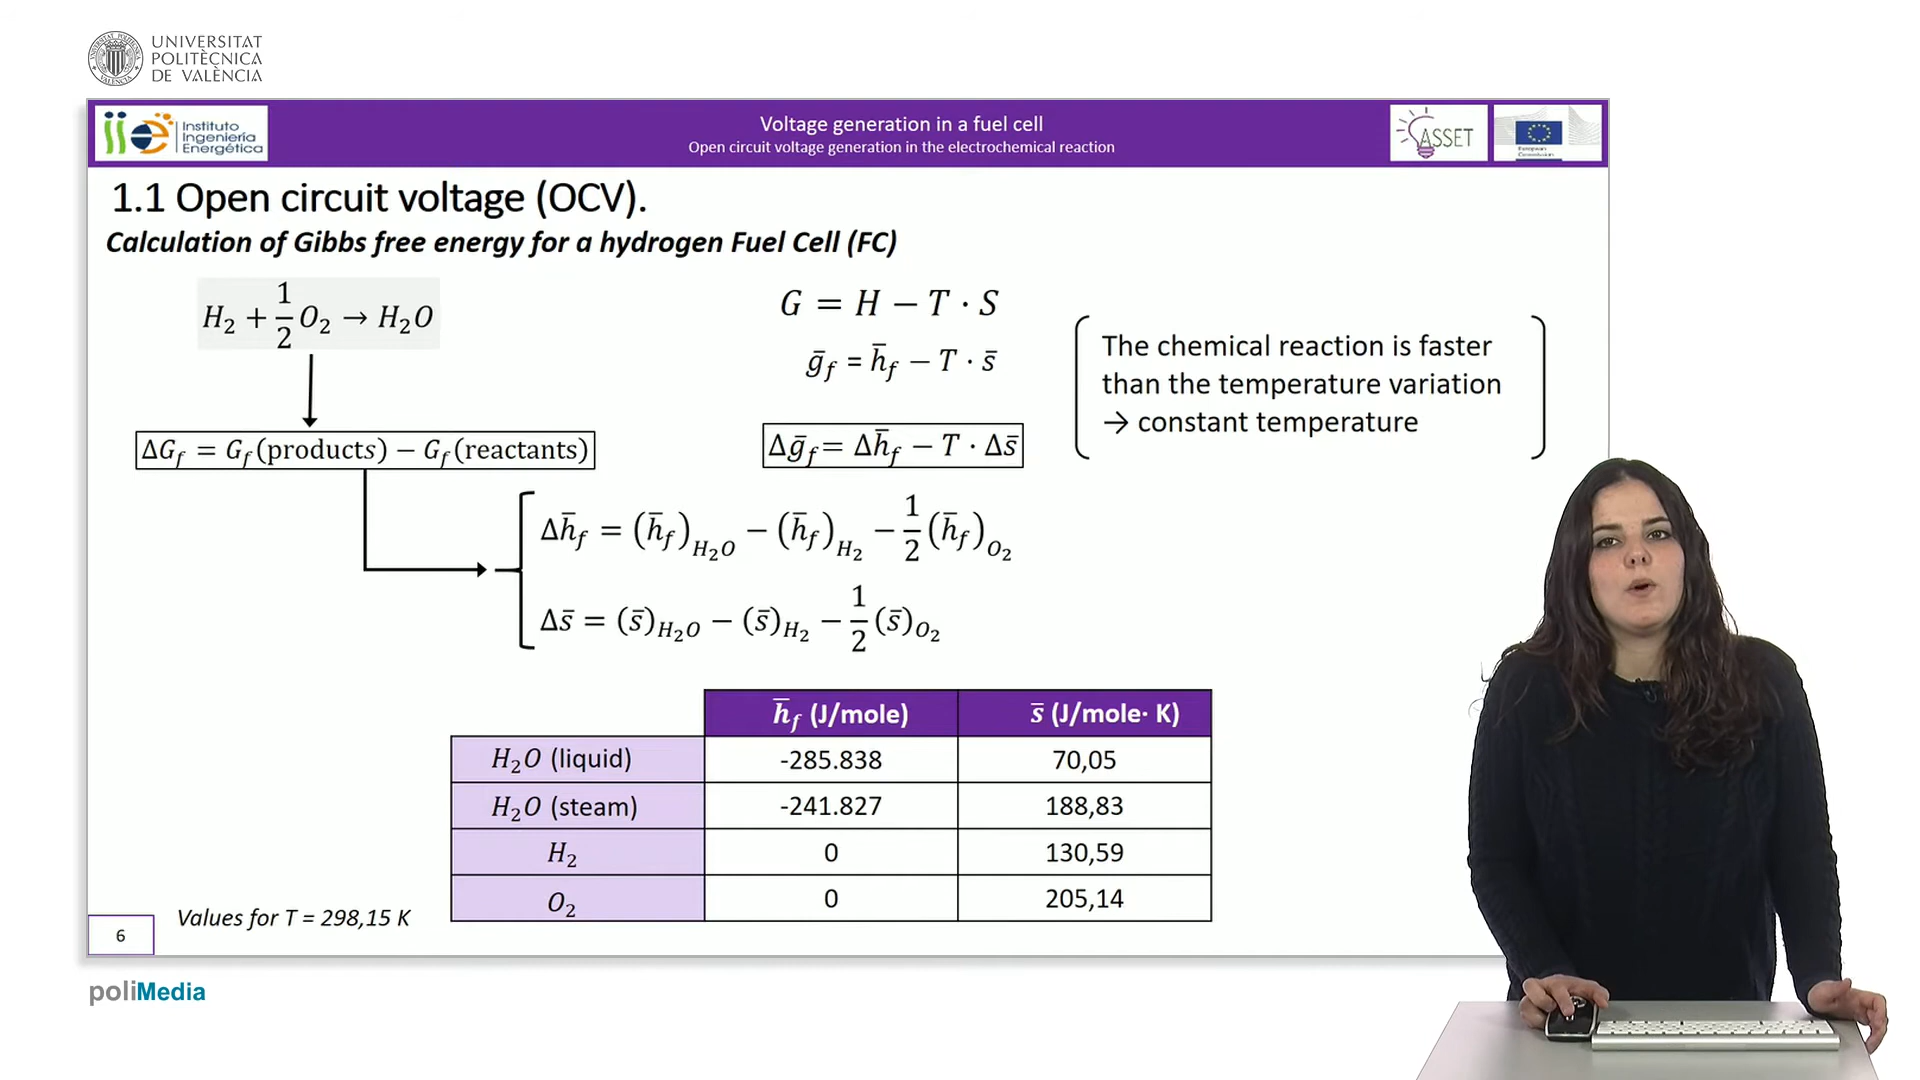 UNIVERSITAT
POLITÈCNICA
DE VALÈNCIA
iie
Instituto
Ingeniería
Energética
Voltage generation in a fuel cell
Open circuit voltage generation in the electrochemical reaction
ASSET
European
Commission
1.1 Open circuit voltage (OCV).
Calculation of Gibbs free energy for a hydrogen Fuel Cell (FC)
H₂ + 1/2 O₂ → H₂O
G = H − T · S
ḡ_f = h̄_f − T · s̄
The chemical reaction is faster
than the temperature variation
→ constant temperature
ΔG_f = G_f(products) − G_f(reactants)
Δḡ_f = Δh̄_f − T · Δs̄
Δh̄_f = (h̄_f)_H₂O − (h̄_f)_H₂ − 1/2 (h̄_f)_O₂
Δs̄ = (s̄)_H₂O − (s̄)_H₂ − 1/2 (s̄)_O₂
h̄_f (J/mole) s̄ (J/mole· K)
H₂O (liquid) -285.838 70,05
H₂O (steam) -241.827 188,83
H₂ 0 130,59
O₂ 0 205,14
Values for T = 298,15 K
6
poliMedia